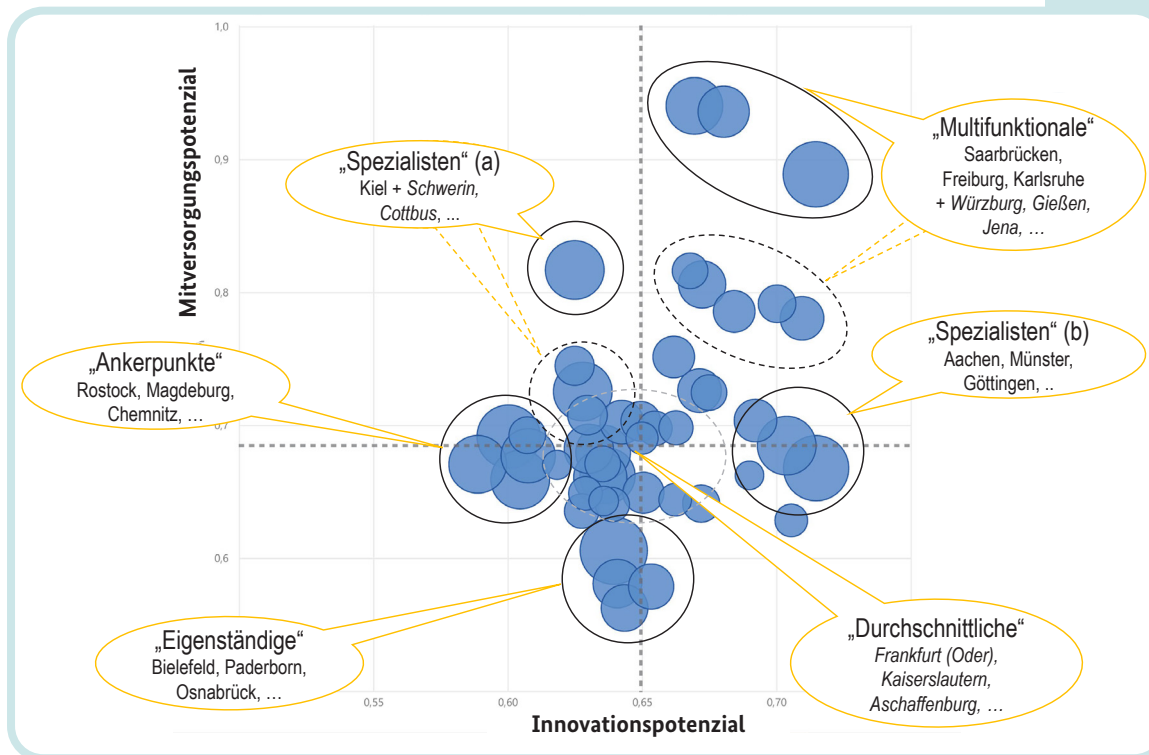 1,0
0,9
0,8
0,7
0,6
Mitversorgungspotenzial
„Multifunktionale“
Saarbrücken,
Freiburg, Karlsruhe
+ Würzburg, Gießen,
Jena, …
„Spezialisten“ (a)
Kiel + Schwerin,
Cottbus, ...
„Spezialisten“ (b)
Aachen, Münster,
Göttingen, ..
„Ankerpunkte“
Rostock, Magdeburg,
Chemnitz, …
„Eigenständige“
Bielefeld, Paderborn,
Osnabrück, …
„Durchschnittliche“
Frankfurt (Oder),
Kaiserslautern,
Aschaffenburg, …
0,55
0,60
0,65
0,70
Innovationspotenzial